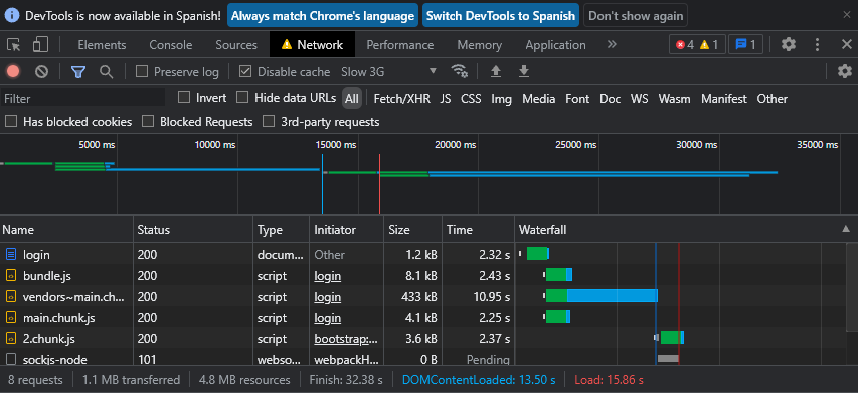 DevTools is now available in Spanish! Always match Chrome's language Switch DevTools to Spanish Don't show again
Elements Console Sources Network Performance Memory Application 4 1 1
Preserve log Disable cache Slow 3G
Filter Invert Hide data URLs All Fetch/XHR JS CSS Img Media Font Doc WS Wasm Manifest Other
Has blocked cookies Blocked Requests 3rd-party requests
5000 ms 10000 ms 15000 ms 20000 ms 25000 ms 30000 ms 35000 ms
Name Status Type Initiator Size Time Waterfall
login 200 docum... Other 1.2 kB 2.32 s
bundle.js 200 script login 8.1 kB 2.43 s
vendors~main.ch... 200 script login 433 kB 10.95 s
main.chunk.js 200 script login 4.1 kB 2.25 s
2.chunk.js 200 script bootstrap:... 3.6 kB 2.37 s
sockjs-node 101 webso... webpackH... 0 B Pending
8 requests 1.1 MB transferred 4.8 MB resources Finish: 32.38 s DOMContentLoaded: 13.50 s Load: 15.86 s